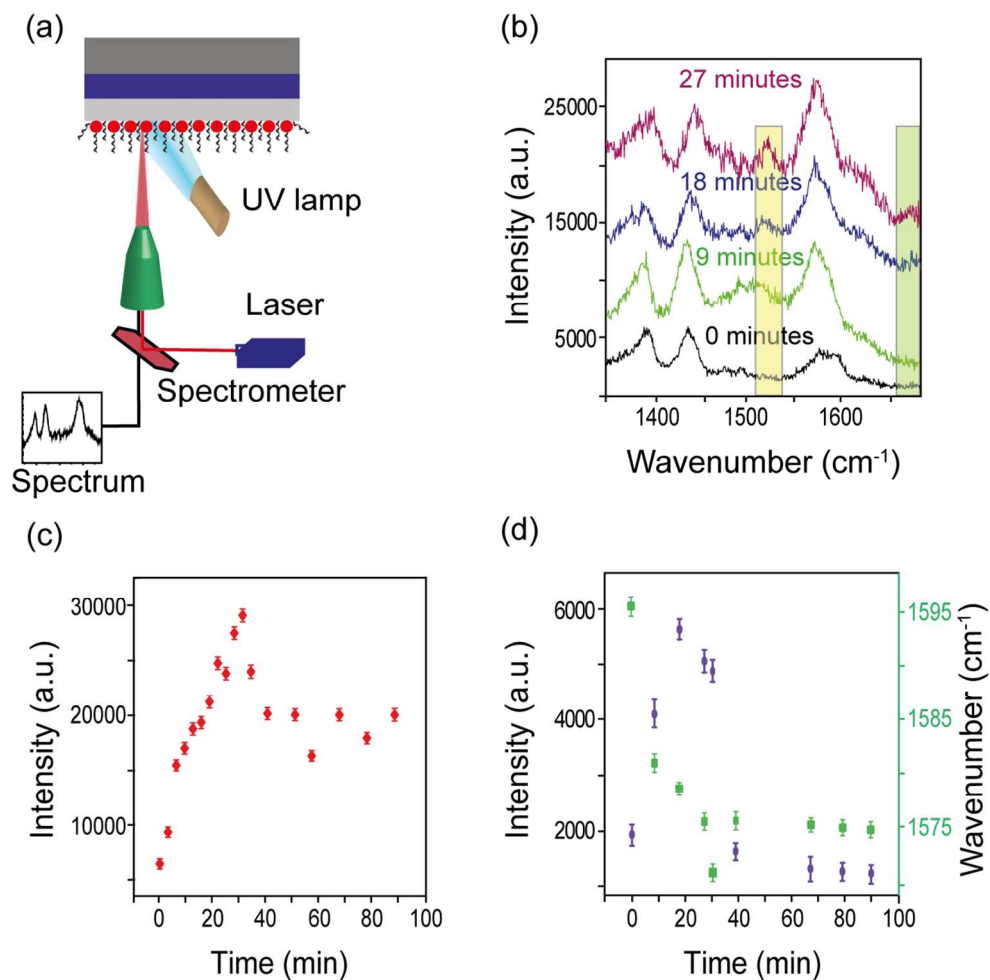 (a)
UV lamp
Laser
Spectrometer
Spectrum
(b)
27 minutes
18 minutes
9 minutes
0 minutes
25000
15000
5000
Intensity (a.u.)
1400 1500 1600
Wavenumber (cm⁻¹)
(c)
30000
20000
10000
Intensity (a.u.)
0 20 40 60 80 100
Time (min)
(d)
6000
4000
2000
Intensity (a.u.)
1595
1585
1575
Wavenumber (cm⁻¹)
0 20 40 60 80 100
Time (min)